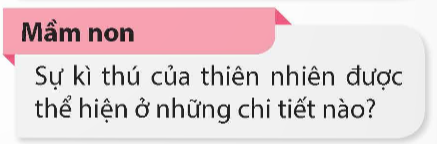 Mầm non
Sự kì thú của thiên nhiên được
thể hiện ở những chi tiết nào?